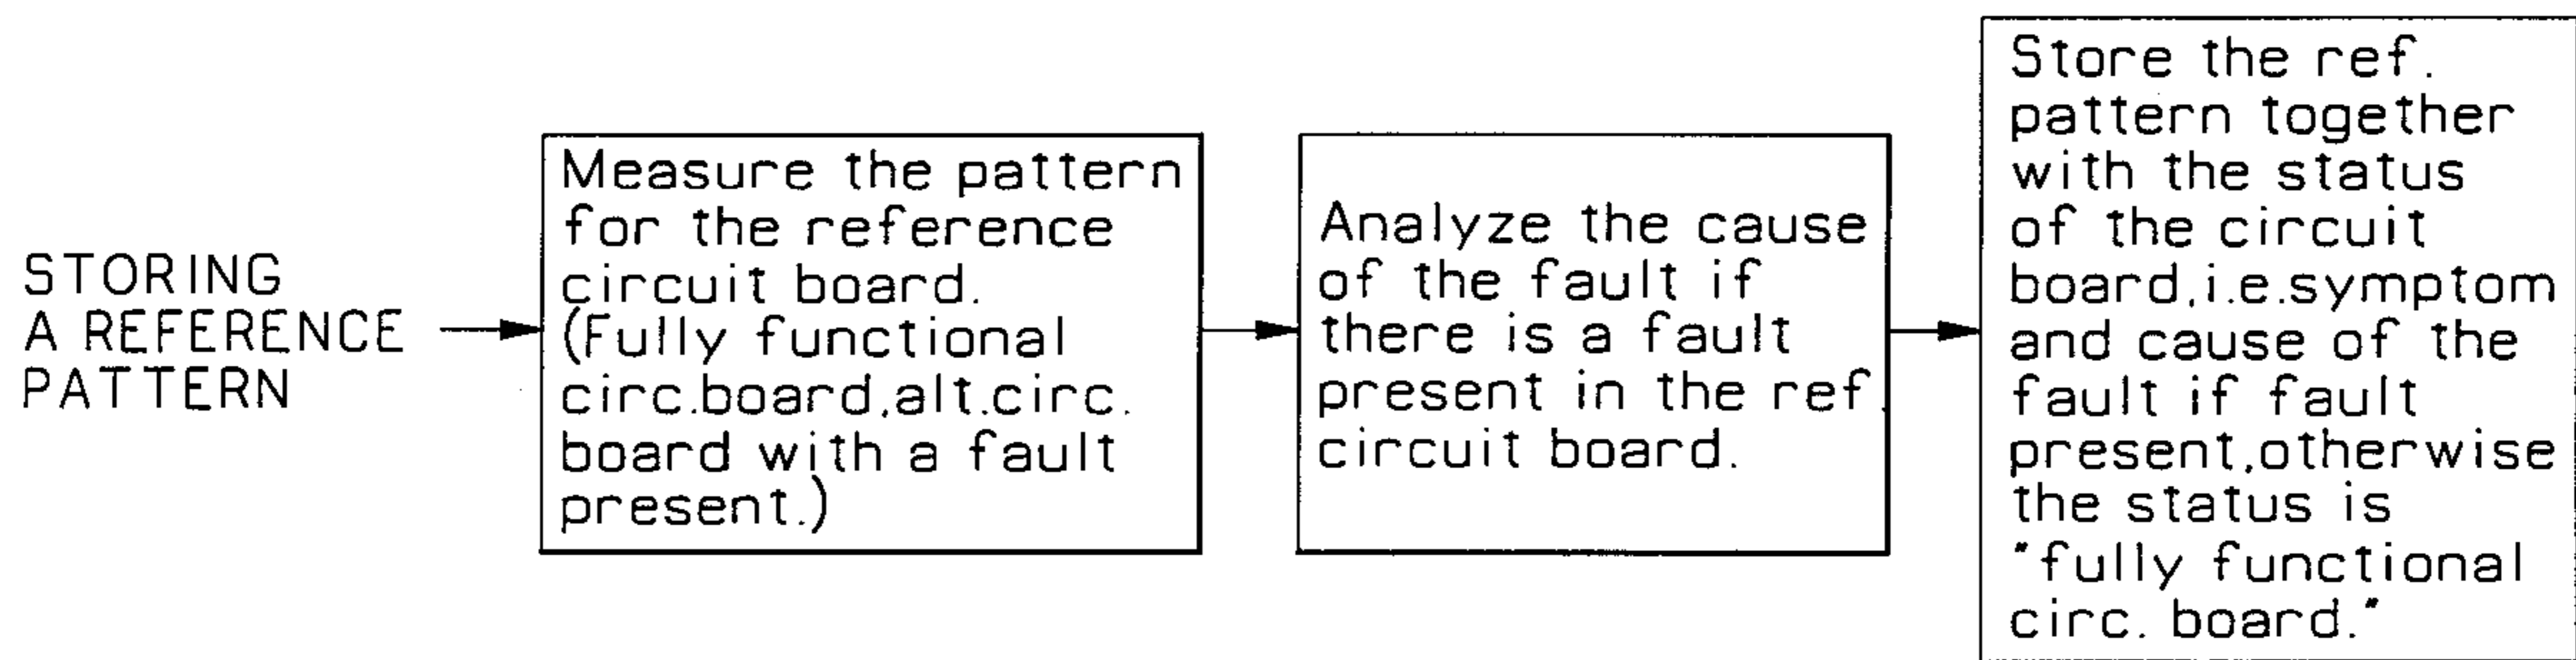 STORING
A REFERENCE
PATTERN
Measure the pattern
for the reference
circuit board.
(Fully functional
circ.board,alt.circ.
board with a fault
present.)
Analyze the cause
of the fault if
there is a fault
present in the ref.
circuit board.
Store the ref.
pattern together
with the status
of the circuit
board,i.e.symptom
and cause of the
fault if fault
present,otherwise
the status is
"fully functional
circ. board."